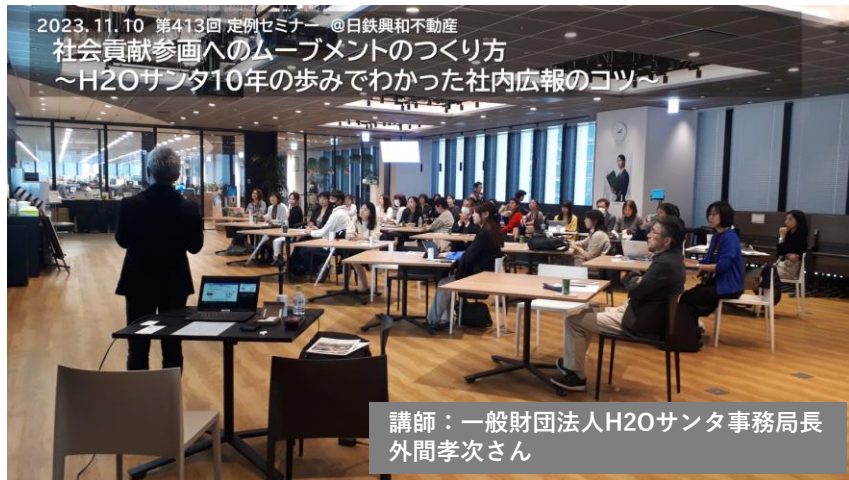 2023.11.10 第413回 定例セミナー ＠日鉄興和不動産
社会貢献参画へのムーブメントのつくり方
～H2Oサンタ10年の歩みでわかった社内広報のコツ～
講師：一般財団法人H2Oサンタ事務局長
外間孝次さん